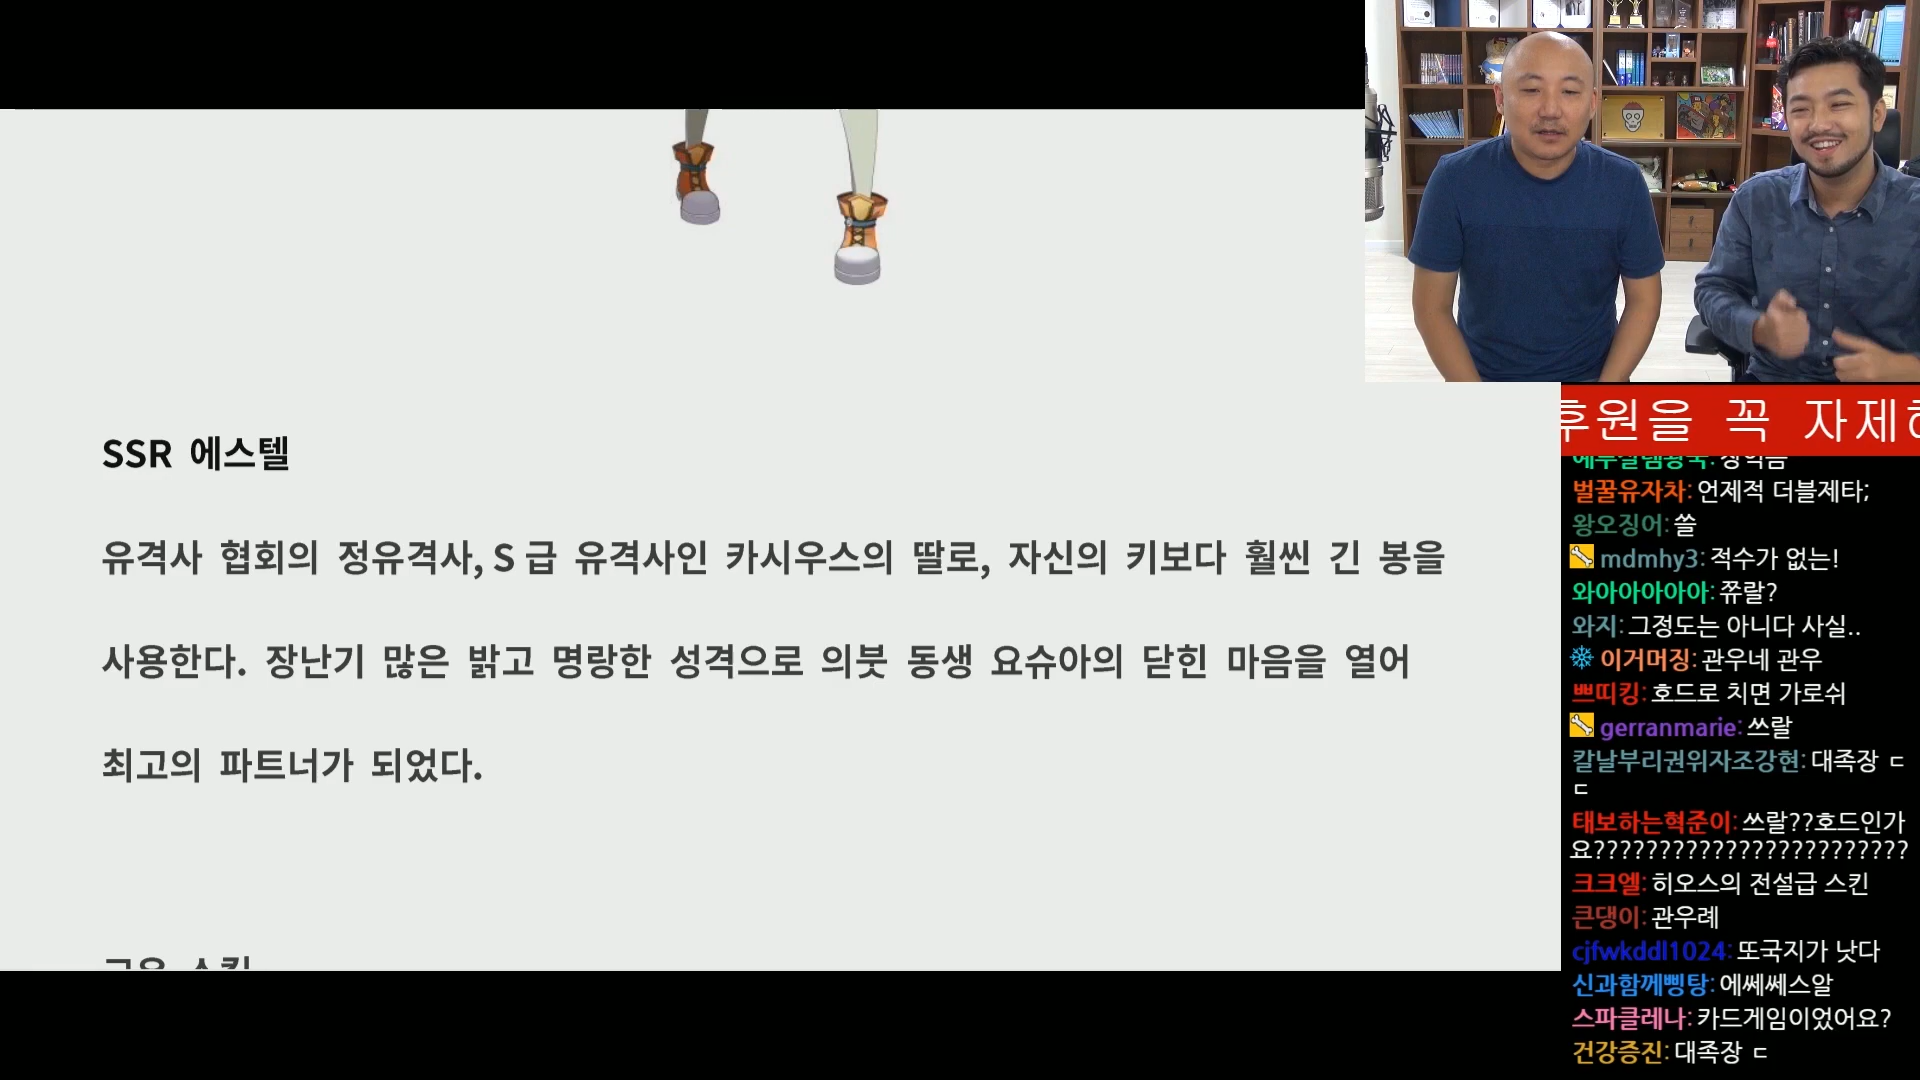 SSR 에스텔
유격사 협회의 정유격사, S 급 유격사인 카시우스의 딸로, 자신의 키보다 훨씬 긴 봉을
사용한다. 장난기 많은 밝고 명랑한 성격으로 의붓 동생 요슈아의 닫힌 마음을 열어
최고의 파트너가 되었다.
후원을 꼭 자제
벌꿀유자차: 언제적 더블제타;
왕오징어: 쓸
mdmhy3: 적수가 없는!
와아아아아아: 쮸랄?
와지: 그정도는 아니다 사실..
이거머징: 관우네 관우
쁘띠킹: 호드로 치면 가로쉬
gerranmarie: 쓰랄
칼날부리권위자조강현: 대족장 ㄷ
ㄷ
태보하는혁준이: 쓰랄??호드인가
요????????????????????????
크크엘: 히오스의 전설급 스킨
큰댕이: 관우례
cjfwkddl1024: 또국지가 낫다
신과함께삥탕: 에쎄쎄스알
스파클레나: 카드게임이었어요?
건강증진: 대족장 ㄷ